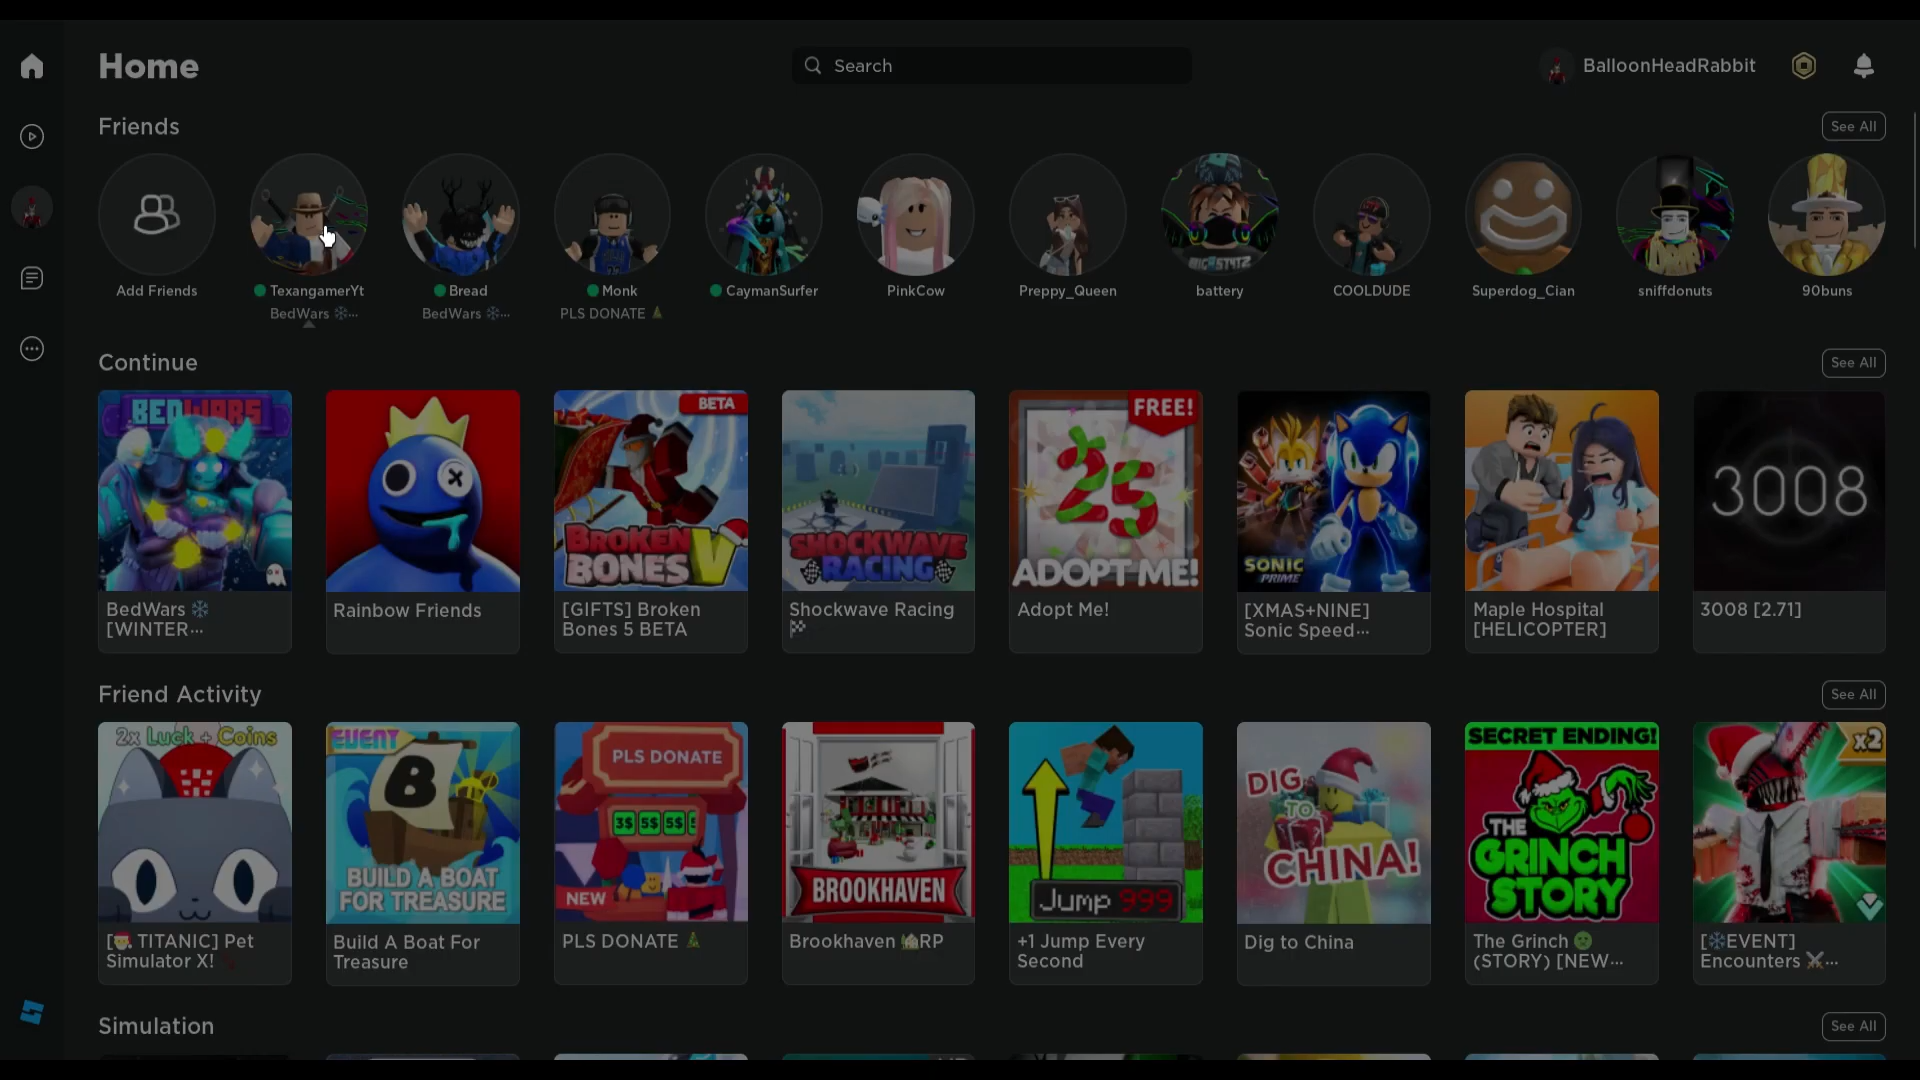 Home
Search
BalloonHeadRabbit
Friends
See All
BIGBSTYTZ
Add Friends
TexangamerYt
Bread
Monk
CaymanSurfer
PinkCow
Preppy_Queen
battery
COOLDUDE
Superdog_Cian
sniffdonuts
90buns
BedWars ❄️...
BedWars ❄️...
PLS DONATE 🎄
Continue
See All
BEDWARS
BETA
BROKEN
BONES V
SHOCKWAVE
RACING
FREE!
25
ADOPT ME!
SONIC
PRIME
3008
BedWars ❄️
[WINTER...
Rainbow Friends
[GIFTS] Broken
Bones 5 BETA
Shockwave Racing
🏁
Adopt Me!
[XMAS+NINE]
Sonic Speed...
Maple Hospital
[HELICOPTER]
3008 [2.71]
Friend Activity
See All
2x Luck + Coins
EVENT
B
BUILD A BOAT
FOR TREASURE
PLS DONATE
3$ 5$ 5$
NEW
BROOKHAVEN
Jump 999
DIG
TO
CHINA!
SECRET ENDING!
THE
GRINCH
STORY
x2
[🎅 TITANIC] Pet
Simulator X!
Build A Boat For
Treasure
PLS DONATE 🎄
Brookhaven 🏡RP
+1 Jump Every
Second
Dig to China
The Grinch 🤢
(STORY) [NEW...
[❄️EVENT]
Encounters ⚔️...
Simulation
See All